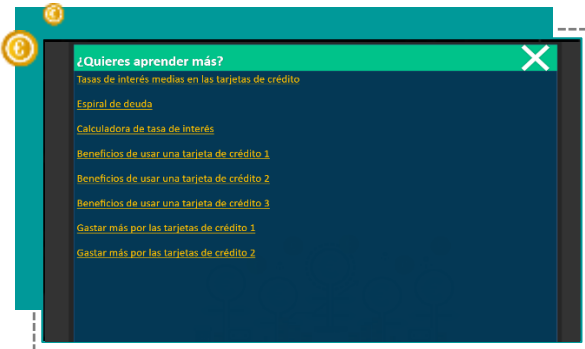 ¿Quieres aprender más?
Tasas de interés medias en las tarjetas de crédito
Espiral de deuda
Calculadora de tasa de interés
Beneficios de usar una tarjeta de crédito 1
Beneficios de usar una tarjeta de crédito 2
Beneficios de usar una tarjeta de crédito 3
Gastar más por las tarjetas de crédito 1
Gastar más por las tarjetas de crédito 2